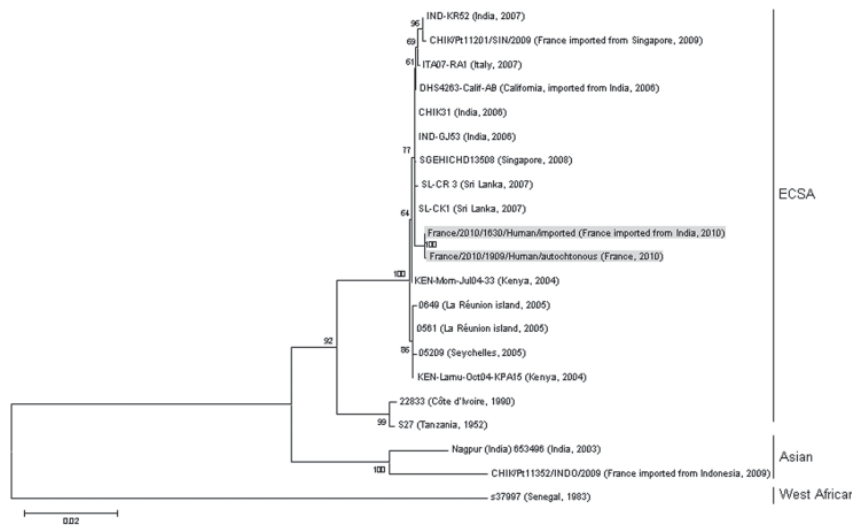 IND-KR52 (India, 2007)
96
CHIK/Pt11201/SIN/2009 (France imported from Singapore, 2009)
69
ITA07-RA1 (Italy, 2007)
61
DHS4263-Calif-AB (California, imported from India, 2006)
CHIK31 (India, 2006)
IND-GJ53 (India, 2006)
77
SGEHICHD13508 (Singapore, 2008)
SL-CR 3 (Sri Lanka, 2007)
ECSA
64
SL-CK1 (Sri Lanka, 2007)
France/2010/1630/Human/imported (France imported from India, 2010)
100
France/2010/1909/Human/autochtonous (France, 2010)
100
KEN-Mom-Jul04-33 (Kenya, 2004)
0649 (La Réunion island, 2005)
0561 (La Réunion island, 2005)
92
86
05209 (Seychelles, 2005)
KEN-Lamu-Oct04-KPA15 (Kenya, 2004)
22833 (Côte d'Ivoire, 1990)
99
S27 (Tanzania, 1952)
Nagpur (India) 653496 (India, 2003)
Asian
100
CHIK/Pt11352/INDO/2009 (France imported from Indonesia, 2009)
s37997 (Senegal, 1983)
West African
0.02